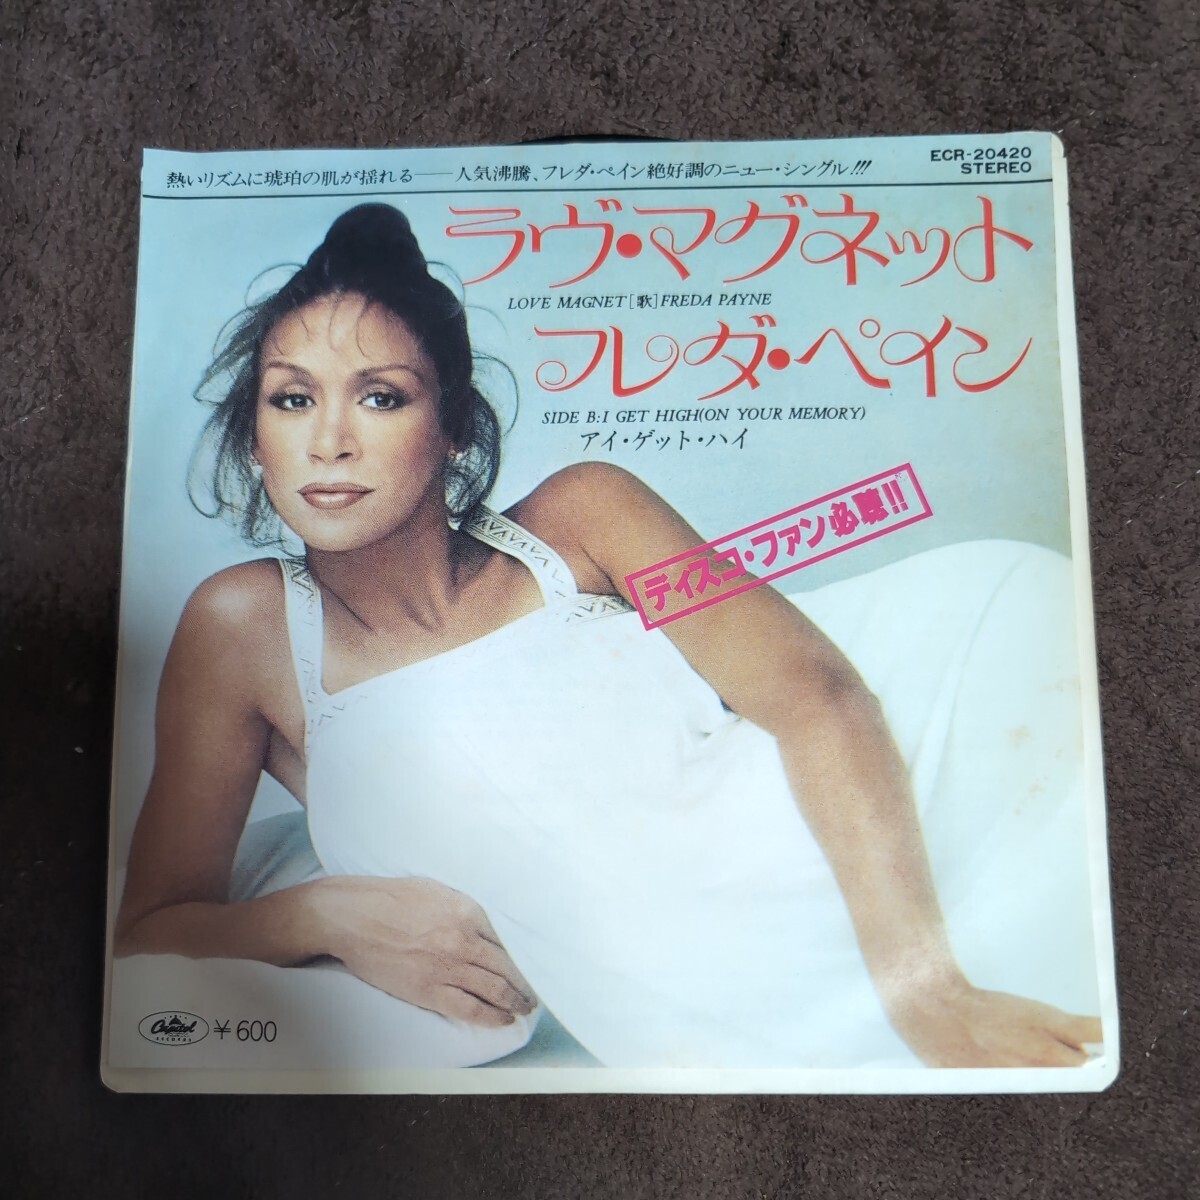 ECR-20420
STEREO
熱いリズムに琥珀の肌が揺れる——人気沸騰、フレダ・ペイン絶好調のニュー・シングル!!!
ラヴ・マグネット
LOVE MAGNET[歌]FREDA PAYNE
フレダ・ペイン
SIDE B:I GET HIGH(ON YOUR MEMORY)
アイ・ゲット・ハイ
ディスコ・ファン必聴!!
Capitol
RECORDS
¥600